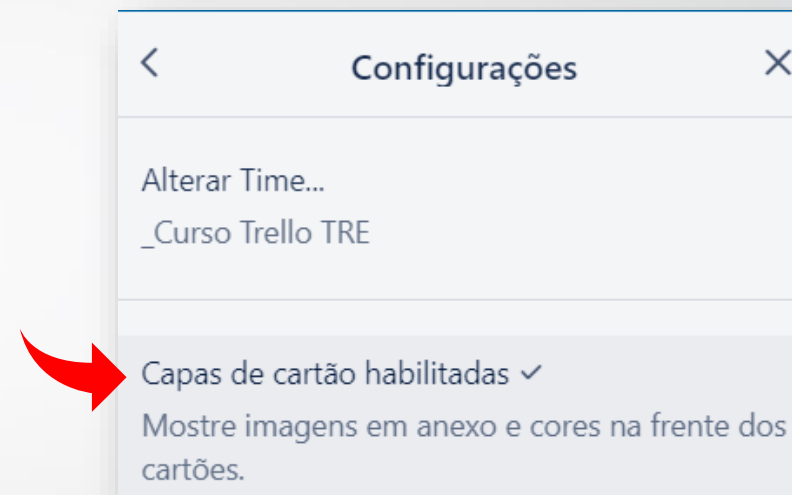 Configurações
Alterar Time...
_Curso Trello TRE
Capas de cartão habilitadas ✓
Mostre imagens em anexo e cores na frente dos
cartões.